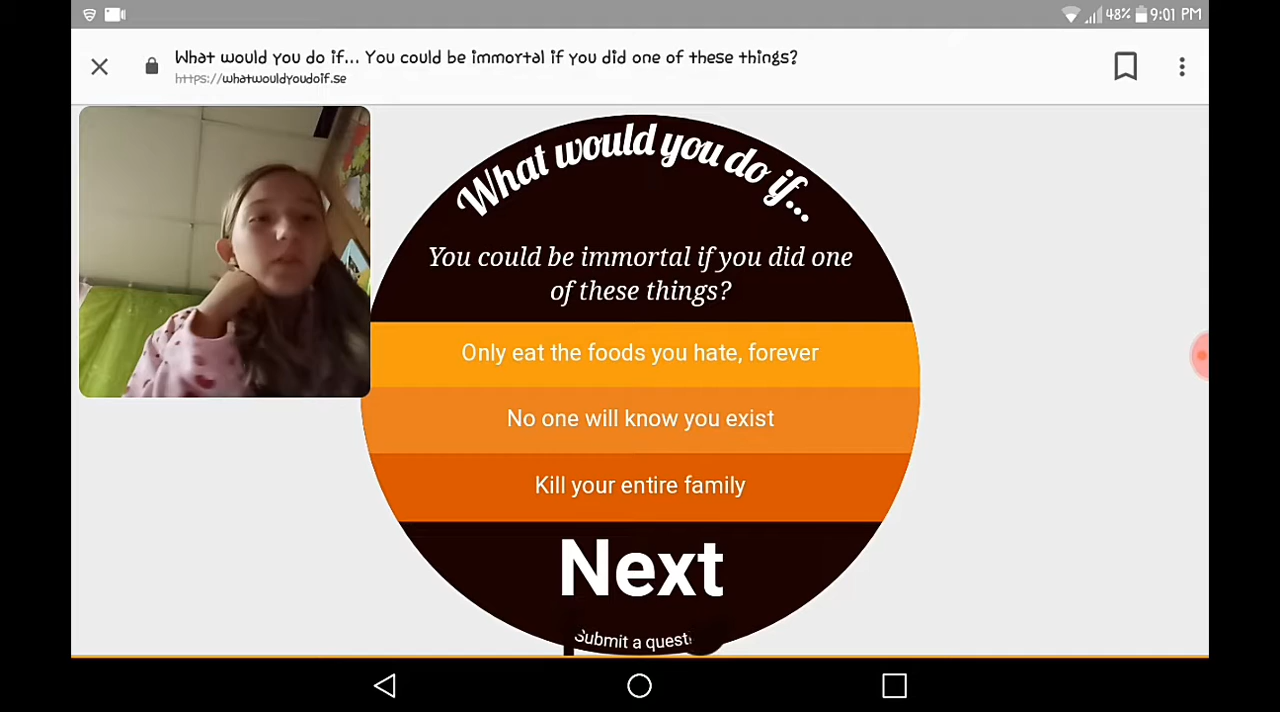 48% 9:01 PM
What would you do if... You could be immortal if you did one of these things?
https://whatwouldyoudoif.se
What would you do if...
You could be immortal if you did one
of these things?
Only eat the foods you hate, forever
No one will know you exist
Kill your entire family
Next
Submit a questi